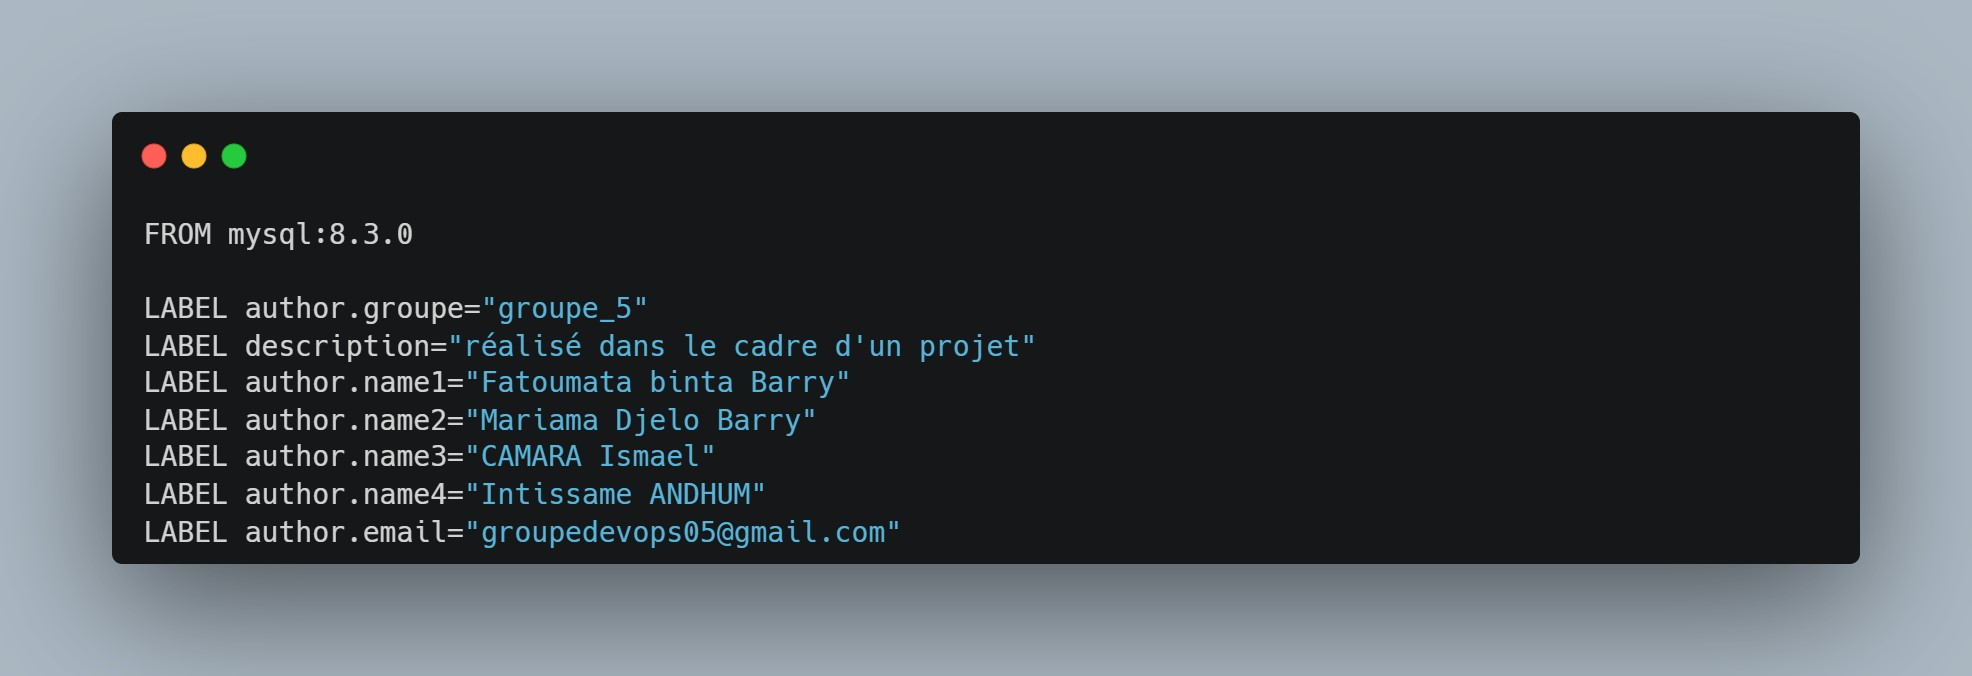 FROM mysql:8.3.0
LABEL author.groupe="groupe_5"
LABEL description="réalisé dans le cadre d'un projet"
LABEL author.name1="Fatoumata binta Barry"
LABEL author.name2="Mariama Djelo Barry"
LABEL author.name3="CAMARA Ismael"
LABEL author.name4="Intissame ANDHUM"
LABEL author.email="groupedevops05@gmail.com"